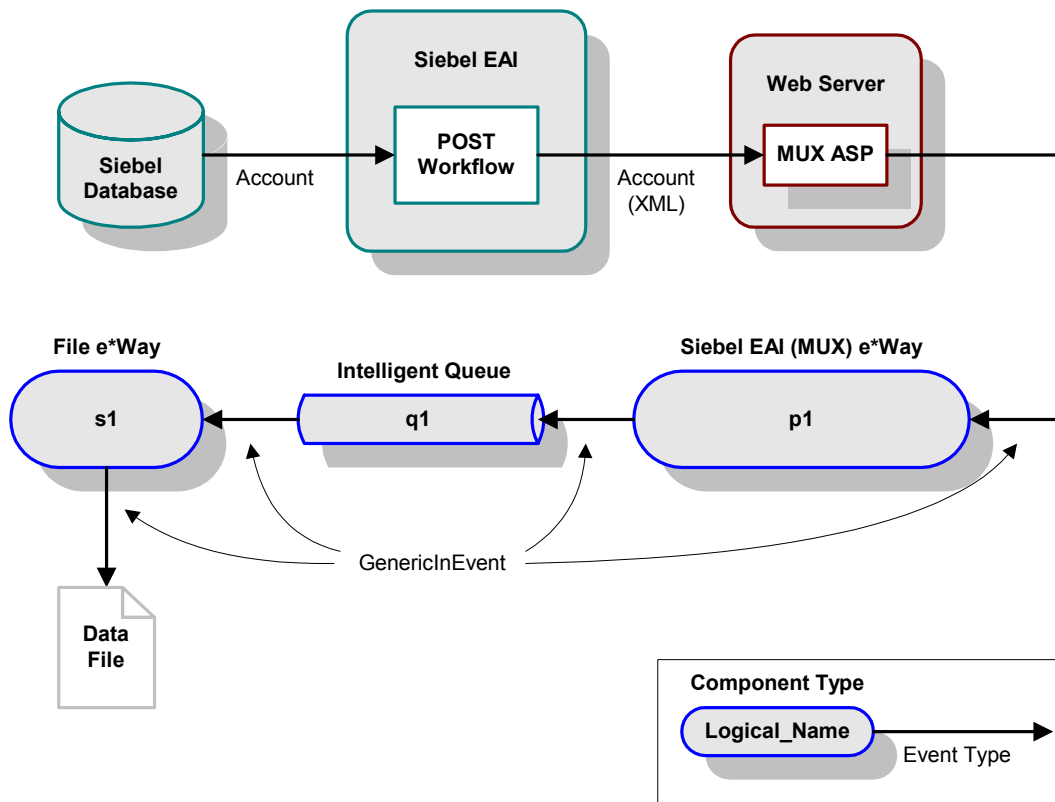 Siebel EAI
Web Server
Siebel
Database
Account
POST
Workflow
Account
(XML)
MUX ASP
File e*Way
Intelligent Queue
Siebel EAI (MUX) e*Way
s1
q1
p1
GenericInEvent
Data
File
Component Type
Logical_Name
Event Type